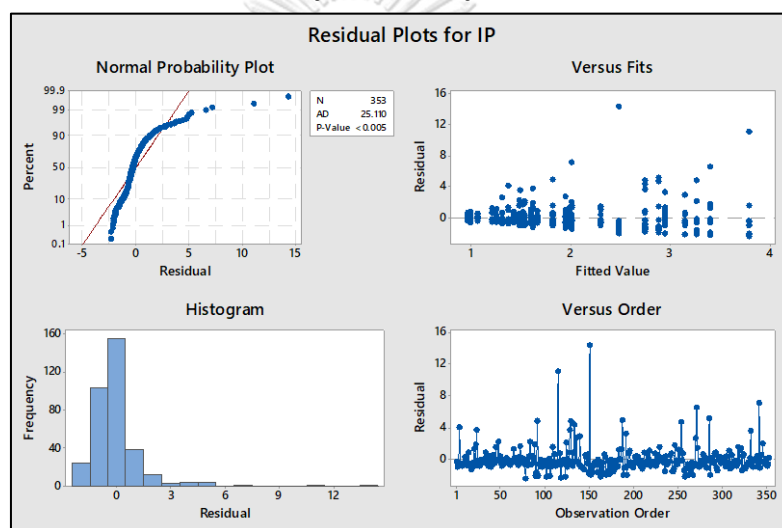 Residual Plots for IP
Normal Probability Plot
99.9
99
90
50
10
1
0.1
Percent
-5 0 5 10 15
Residual
N 353
AD 25.110
P-Value <0.005
Versus Fits
16
12
8
4
0
Residual
1 2 3 4
Fitted Value
Histogram
160
120
80
40
0
Frequency
0 3 6 9 12
Residual
Versus Order
16
12
8
4
0
Residual
1 50 100 150 200 250 300 350
Observation Order